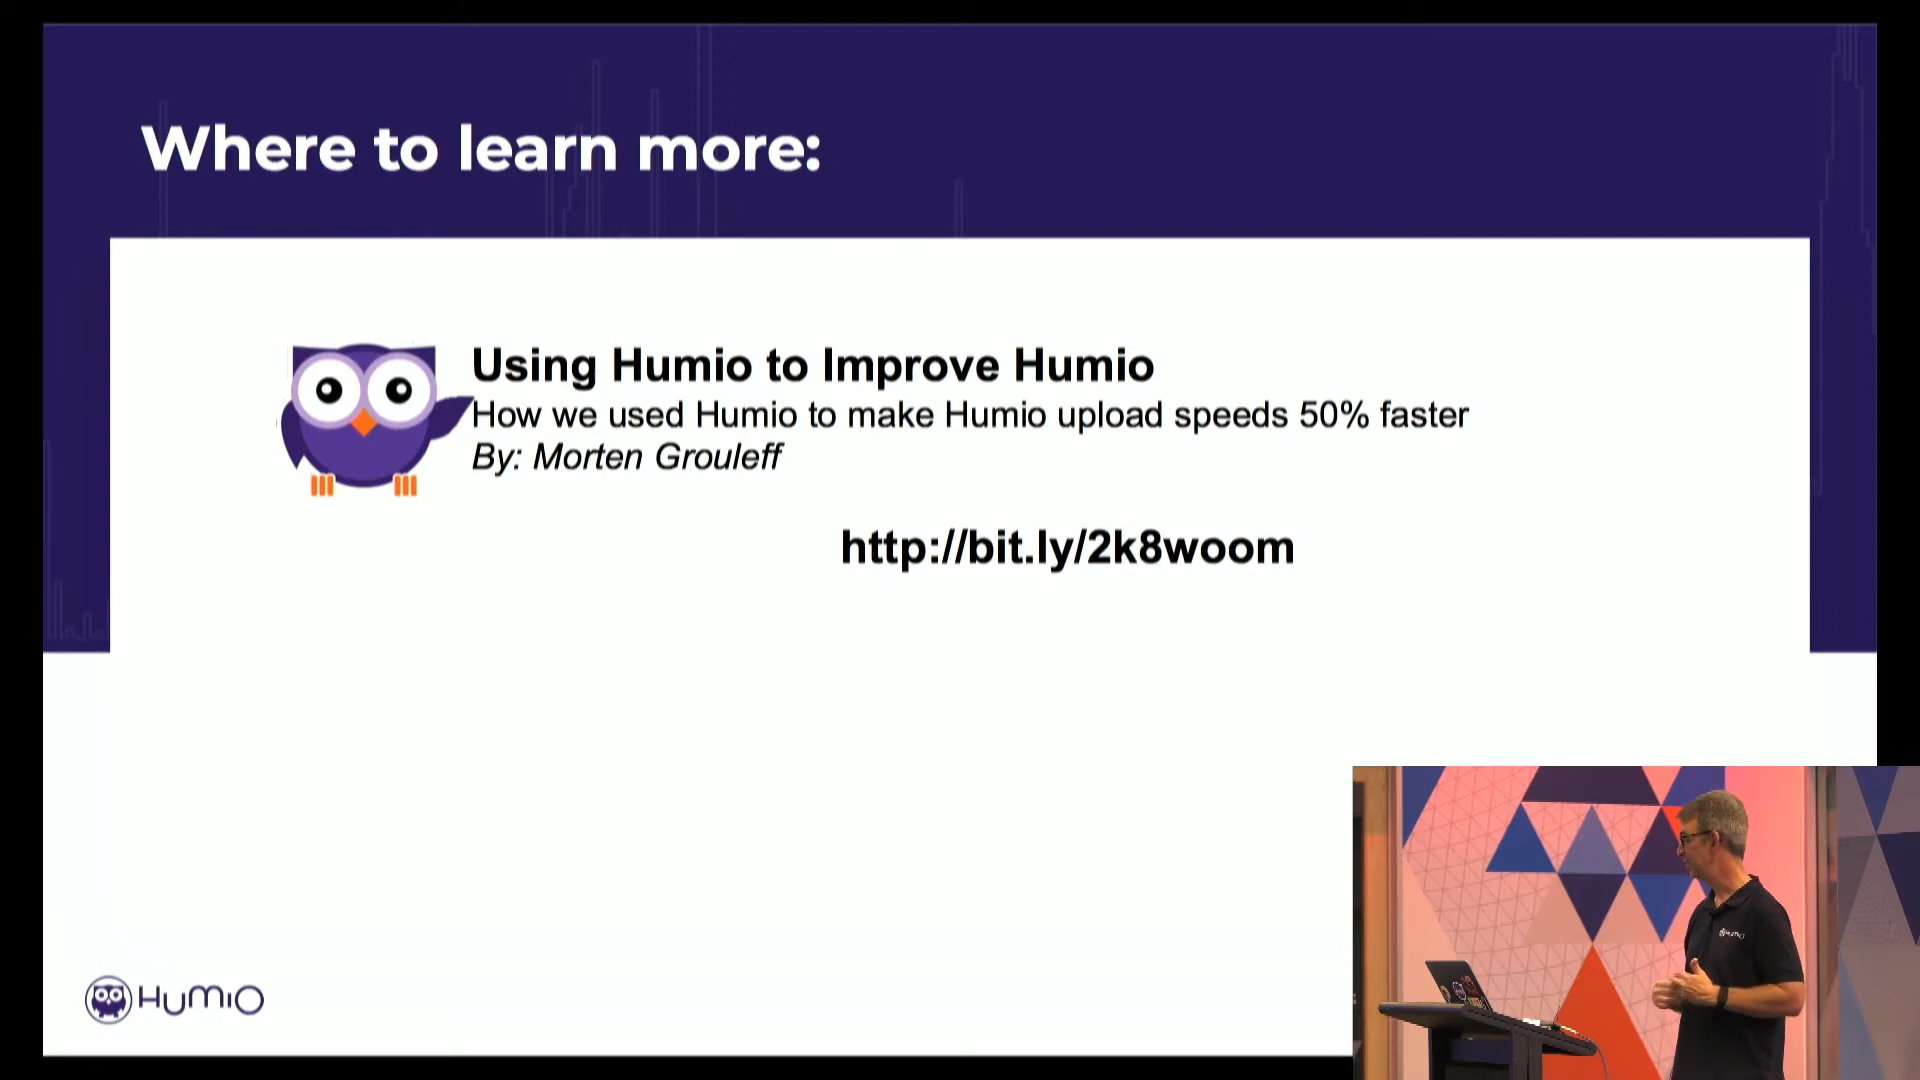 Where to learn more:
Using Humio to Improve Humio
How we used Humio to make Humio upload speeds 50% faster
By: Morten Grouleff
http://bit.ly/2k8woom
HUMIO
HUMIO